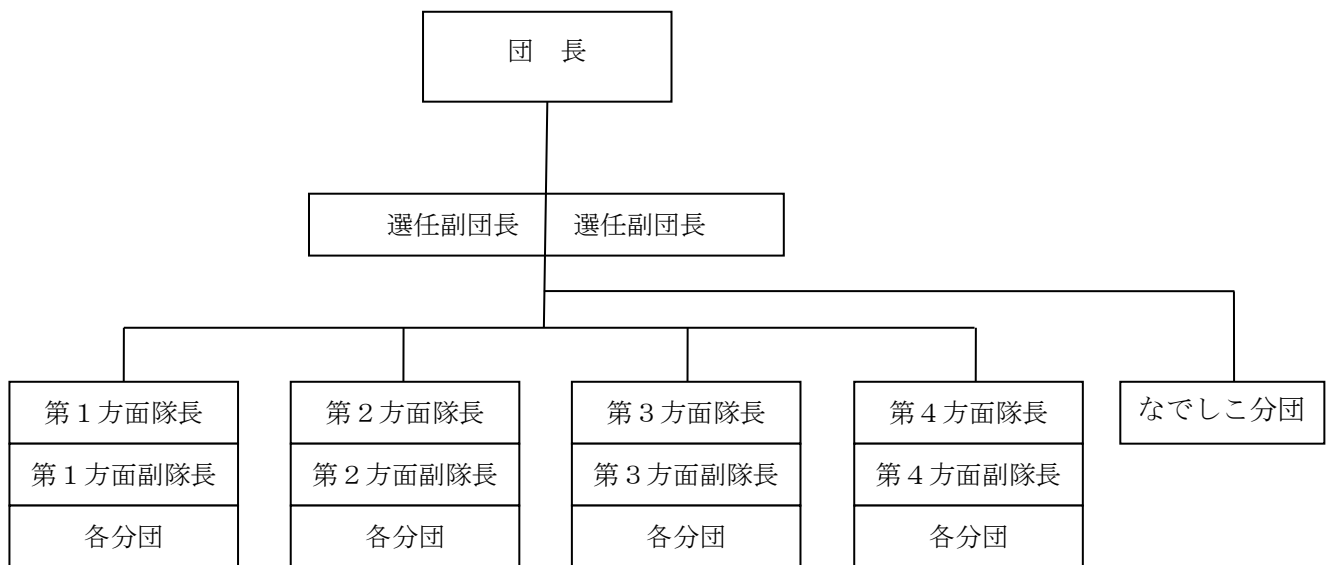 団　長
選任副団長　選任副団長
第１方面隊長　第２方面隊長　第３方面隊長　第４方面隊長　なでしこ分団
第１方面副隊長　第２方面副隊長　第３方面副隊長　第４方面副隊長
各分団　各分団　各分団　各分団